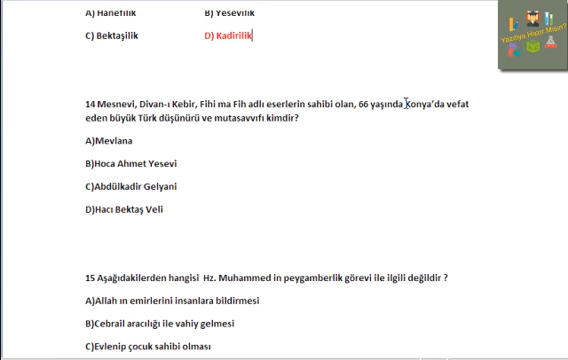 A) Hanefilik B) Yesevilik
C) Bektaşilik D) Kadirilik
Yazılıya Hazır Mısın?
14 Mesnevi, Divan-ı Kebir, Fihi ma Fih adlı eserlerin sahibi olan, 66 yaşında Konya'da vefat
eden büyük Türk düşünürü ve mutasavvıfı kimdir?
A)Mevlana
B)Hoca Ahmet Yesevi
C)Abdülkadir Gelyani
D)Hacı Bektaş Veli
15 Aşağıdakilerden hangisi Hz. Muhammed in peygamberlik görevi ile ilgili değildir ?
A)Allah ın emirlerini insanlara bildirmesi
B)Cebrail aracılığı ile vahiy gelmesi
C)Evlenip çocuk sahibi olması